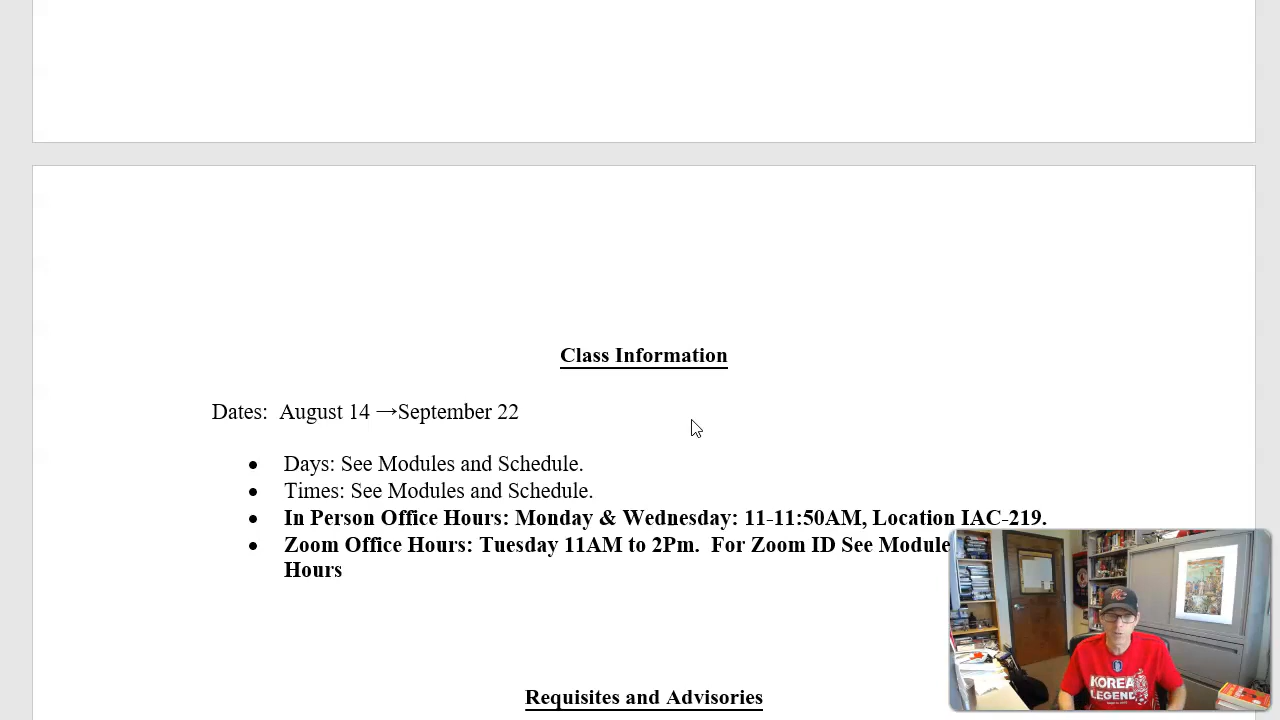 Class Information
Dates:  August 14 →September 22
• Days: See Modules and Schedule.
• Times: See Modules and Schedule.
• In Person Office Hours: Monday & Wednesday: 11-11:50AM, Location IAC-219.
• Zoom Office Hours: Tuesday 11AM to 2Pm.  For Zoom ID See Module
Hours
KOREA
LEGEND
Requisites and Advisories